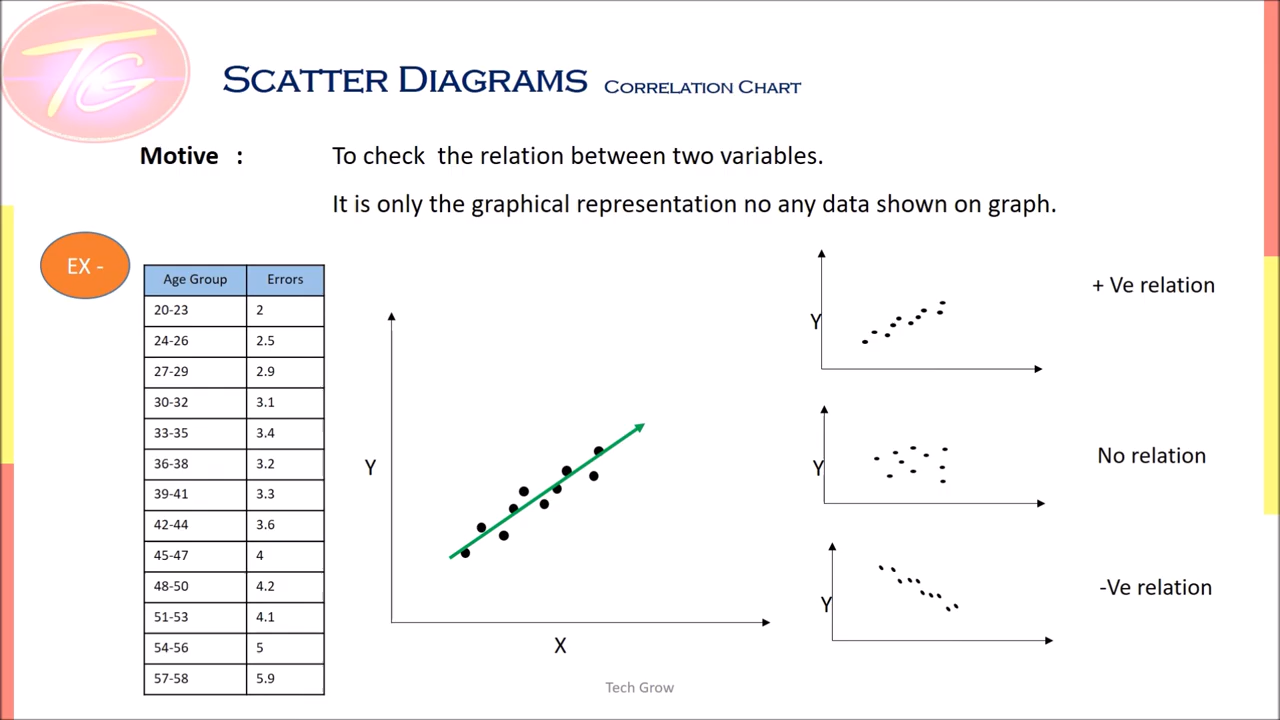 TG
SCATTER DIAGRAMS CORRELATION CHART
Motive : To check the relation between two variables.
It is only the graphical representation no any data shown on graph.
EX -
Age Group Errors
20-23 2
24-26 2.5
27-29 2.9
30-32 3.1
33-35 3.4
36-38 3.2
39-41 3.3
42-44 3.6
45-47 4
48-50 4.2
51-53 4.1
54-56 5
57-58 5.9
Y
X
Y
+ Ve relation
Y
No relation
Y
-Ve relation
Tech Grow